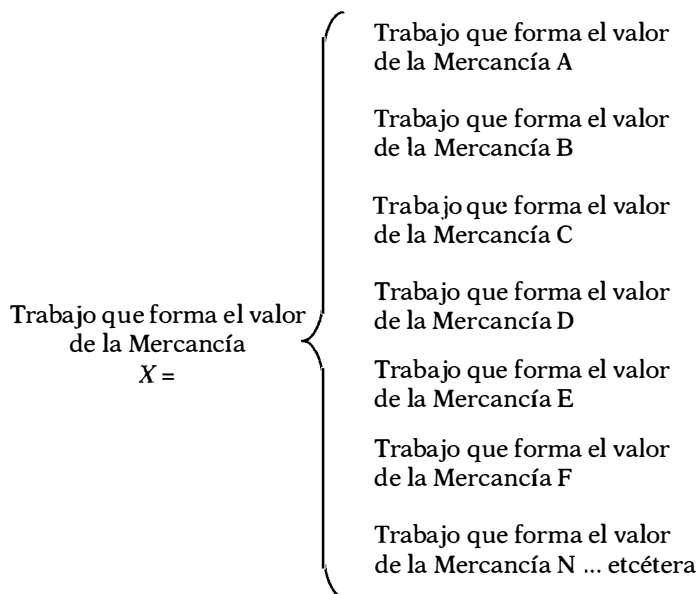 Trabajo que forma el valor
de la Mercancía
X =
Trabajo que forma el valor
de la Mercancía A
Trabajo que forma el valor
de la Mercancía B
Trabajo que forma el valor
de la Mercancía C
Trabajo que forma el valor
de la Mercancía D
Trabajo que forma el valor
de la Mercancía E
Trabajo que forma el valor
de la Mercancía F
Trabajo que forma el valor
de la Mercancía N ... etcétera